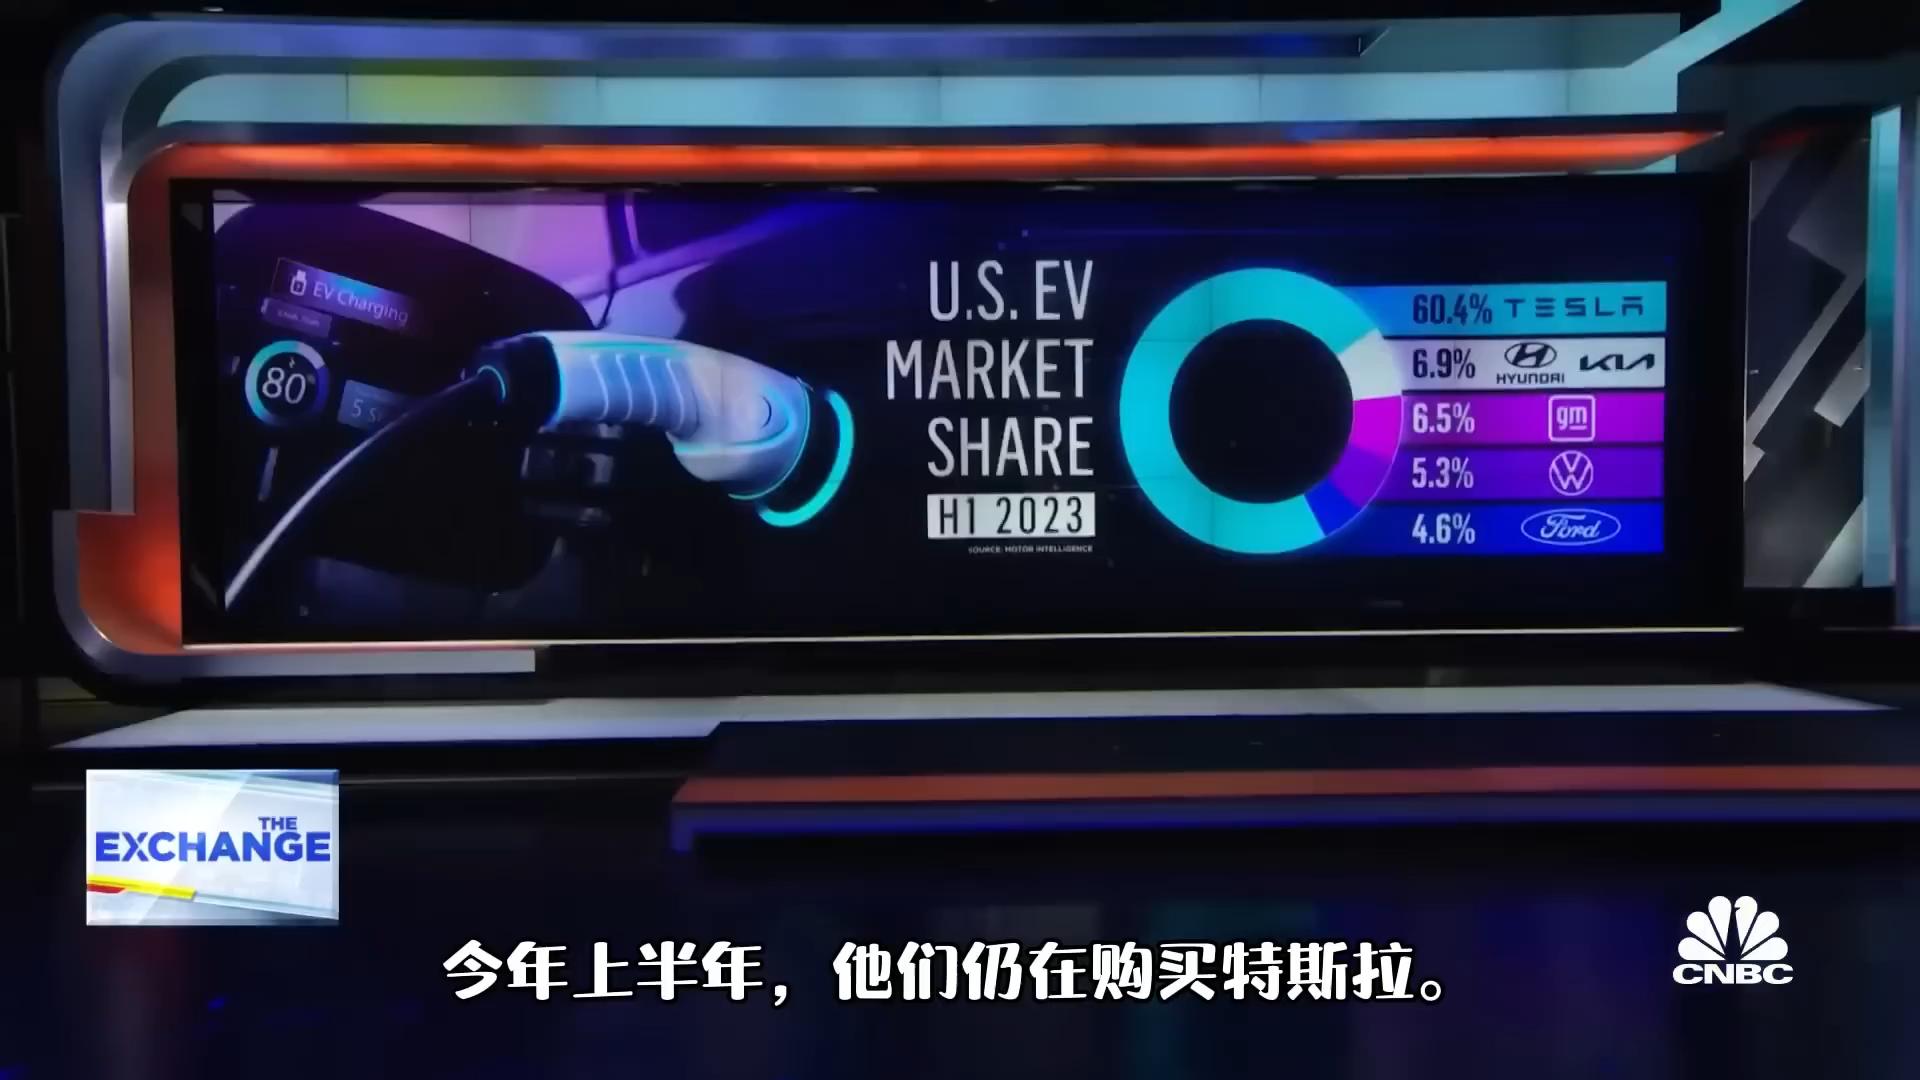 EV Charging
80
5
U.S. EV
MARKET
SHARE
H1 2023
SOURCE: MOTOR INTELLIGENCE
60.4% TESLA
6.9% HYUNDAI KIA
6.5% gm
5.3% VW
4.6% Ford
THE
EXCHANGE
今年上半年，他们仍在购买特斯拉。
CNBC